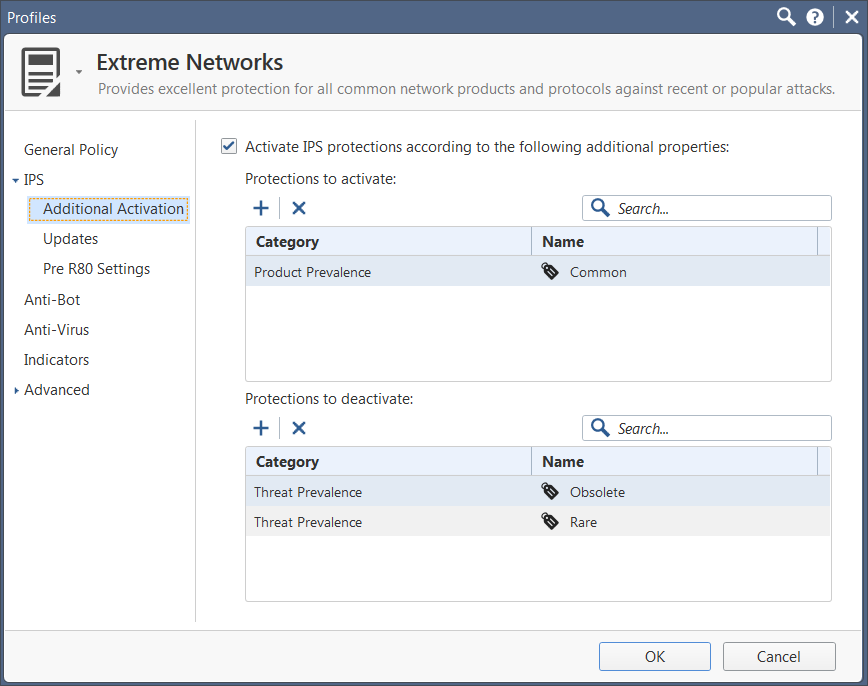 Profiles
Extreme Networks
Provides excellent protection for all common network products and protocols against recent or popular attacks.
General Policy
IPS
Additional Activation
Updates
Pre R80 Settings
Anti-Bot
Anti-Virus
Indicators
Advanced
Activate IPS protections according to the following additional properties:
Protections to activate:
Search...
Category Name
Product Prevalence Common
Protections to deactivate:
Search...
Category Name
Threat Prevalence Obsolete
Threat Prevalence Rare
OK Cancel